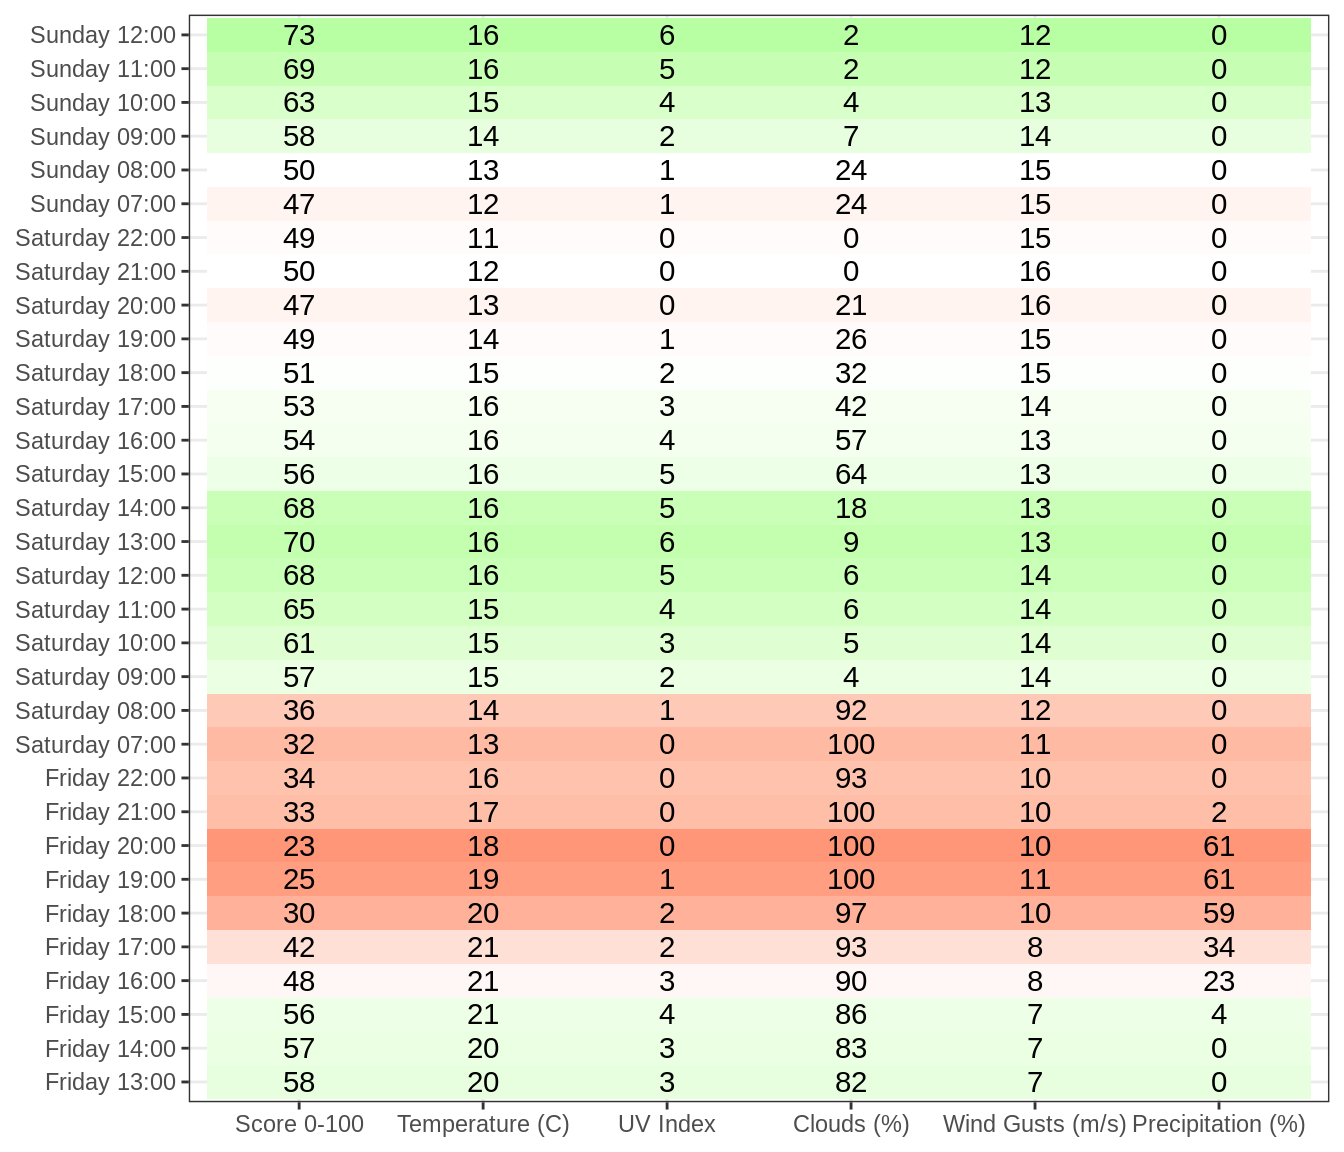 Sunday 12:00 73 16 6 2 12 0
Sunday 11:00 69 16 5 2 12 0
Sunday 10:00 63 15 4 4 13 0
Sunday 09:00 58 14 2 7 14 0
Sunday 08:00 50 13 1 24 15 0
Sunday 07:00 47 12 1 24 15 0
Saturday 22:00 49 11 0 0 15 0
Saturday 21:00 50 12 0 0 16 0
Saturday 20:00 47 13 0 21 16 0
Saturday 19:00 49 14 1 26 15 0
Saturday 18:00 51 15 2 32 15 0
Saturday 17:00 53 16 3 42 14 0
Saturday 16:00 54 16 4 57 13 0
Saturday 15:00 56 16 5 64 13 0
Saturday 14:00 68 16 5 18 13 0
Saturday 13:00 70 16 6 9 13 0
Saturday 12:00 68 16 5 6 14 0
Saturday 11:00 65 15 4 6 14 0
Saturday 10:00 61 15 3 5 14 0
Saturday 09:00 57 15 2 4 14 0
Saturday 08:00 36 14 1 92 12 0
Saturday 07:00 32 13 0 100 11 0
Friday 22:00 34 16 0 93 10 0
Friday 21:00 33 17 0 100 10 2
Friday 20:00 23 18 0 100 10 61
Friday 19:00 25 19 1 100 11 61
Friday 18:00 30 20 2 97 10 59
Friday 17:00 42 21 2 93 8 34
Friday 16:00 48 21 3 90 8 23
Friday 15:00 56 21 4 86 7 4
Friday 14:00 57 20 3 83 7 0
Friday 13:00 58 20 3 82 7 0
Score 0-100 Temperature (C) UV Index Clouds (%) Wind Gusts (m/s) Precipitation (%)